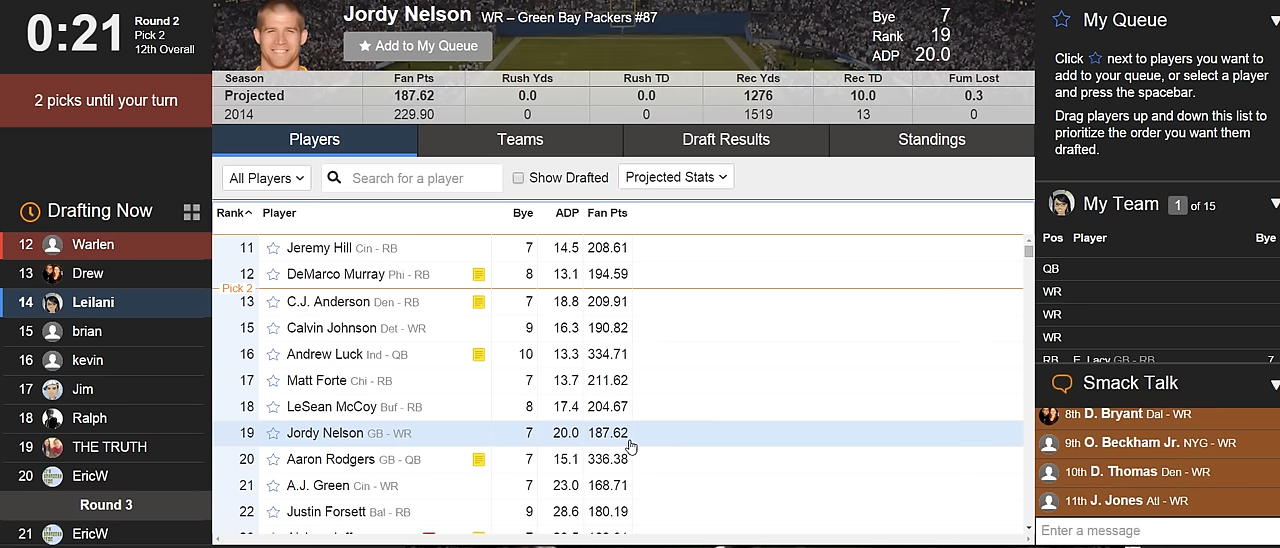 0:21
Round 2
Pick 2
12th Overall
2 picks until your turn
Drafting Now
12 Warlen
13 Drew
14 Leilani
15 brian
16 kevin
17 Jim
18 Ralph
19 THE TRUTH
20 EricW
Round 3
21 EricW
Jordy Nelson WR – Green Bay Packers #87
★ Add to My Queue
Bye 7
Rank 19
ADP 20.0
Season Fan Pts Rush Yds Rush TD Rec Yds Rec TD Fum Lost
Projected 187.62 0.0 0.0 1276 10.0 0.3
2014 229.90 0 0 1519 13 0
Players Teams Draft Results Standings
All Players Search for a player Show Drafted Projected Stats
Rank Player Bye ADP Fan Pts
11 Jeremy Hill Cin - RB 7 14.5 208.61
12 DeMarco Murray Phi - RB 8 13.1 194.59
Pick 2
13 C.J. Anderson Den - RB 7 18.8 209.91
15 Calvin Johnson Det - WR 9 16.3 190.82
16 Andrew Luck Ind - QB 10 13.3 334.71
17 Matt Forte Chi - RB 7 13.7 211.62
18 LeSean McCoy Buf - RB 8 17.4 204.67
19 Jordy Nelson GB - WR 7 20.0 187.62
20 Aaron Rodgers GB - QB 7 15.1 336.38
21 A.J. Green Cin - WR 7 23.0 168.71
22 Justin Forsett Bal - RB 9 28.6 180.19
My Queue
Click ☆ next to players you want to
add to your queue, or select a player
and press the spacebar.
Drag players up and down this list to
prioritize the order you want them
drafted.
My Team 1 of 15
Pos Player Bye
QB
WR
WR
WR
RB E. Lacy GB - RB 7
Smack Talk
8th D. Bryant Dal - WR
9th O. Beckham Jr. NYG - WR
10th D. Thomas Den - WR
11th J. Jones Atl - WR
Enter a message